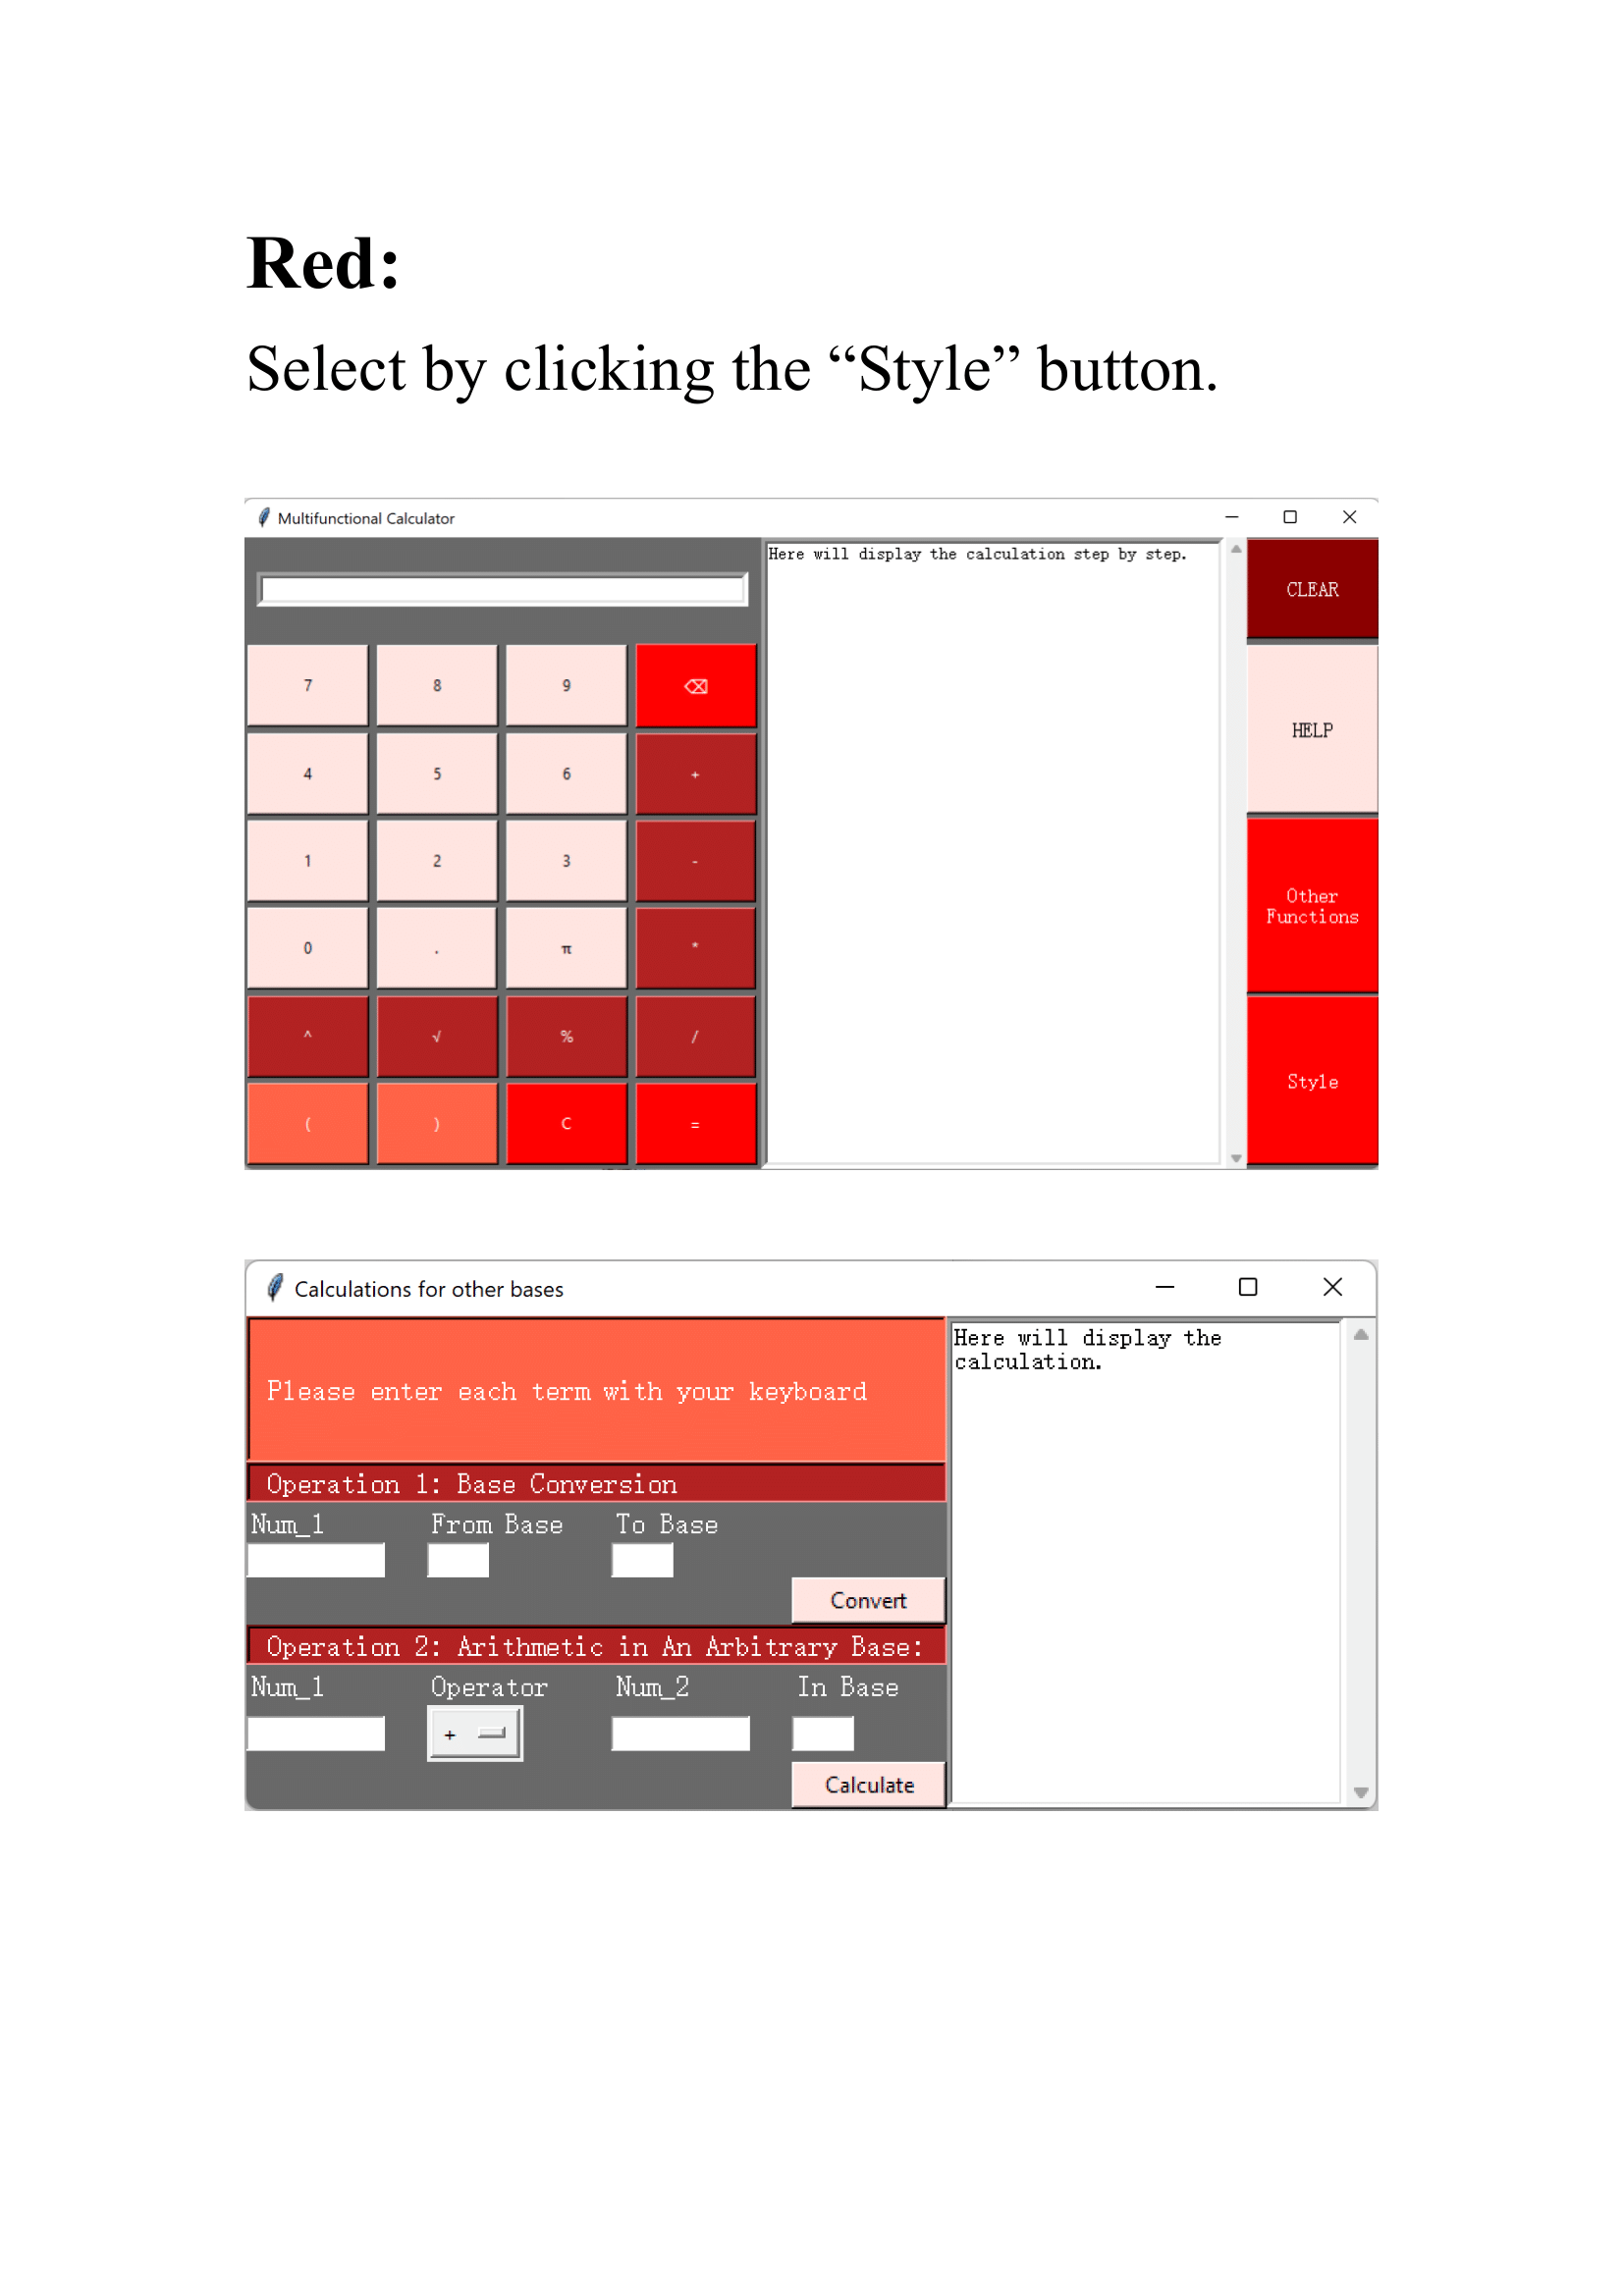 Red:
Select by clicking the “Style” button.
Multifunctional Calculator
Here will display the calculation step by step.
CLEAR
7 8 9 ⌫
HELP
4 5 6 +
1 2 3 -
Other
Functions
0 . π *
^ √ % /
Style
( ) C =
Calculations for other bases
Please enter each term with your keyboard
Here will display the
calculation.
Operation 1: Base Conversion
Num_1 From Base To Base
Convert
Operation 2: Arithmetic in An Arbitrary Base:
Num_1 Operator Num_2 In Base
+
Calculate